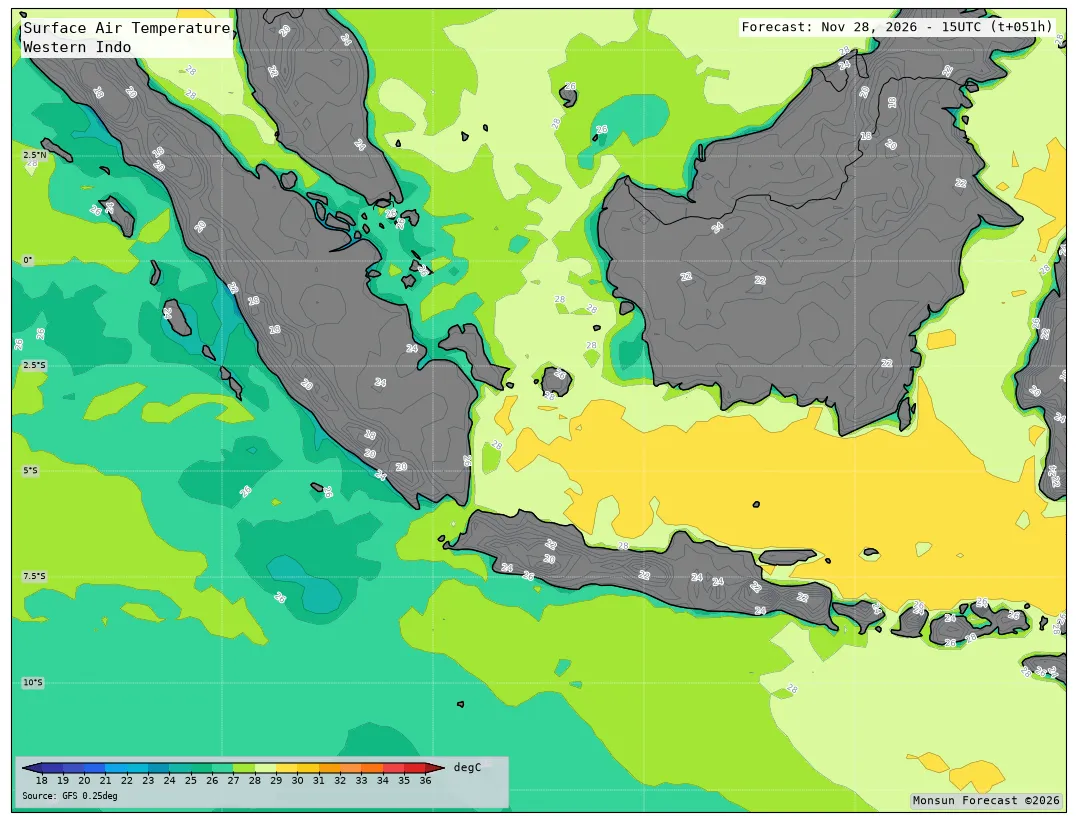 Surface Air Temperature
Western Indo
Forecast: Nov 28, 2026 - 15UTC (t+051h)
2.5°N
0°
2.5°S
5°S
7.5°S
10°S
degC
18 19 20 21 22 23 24 25 26 27 28 29 30 31 32 33 34 35 36
Source: GFS 0.25deg
Monsun Forecast ©2026